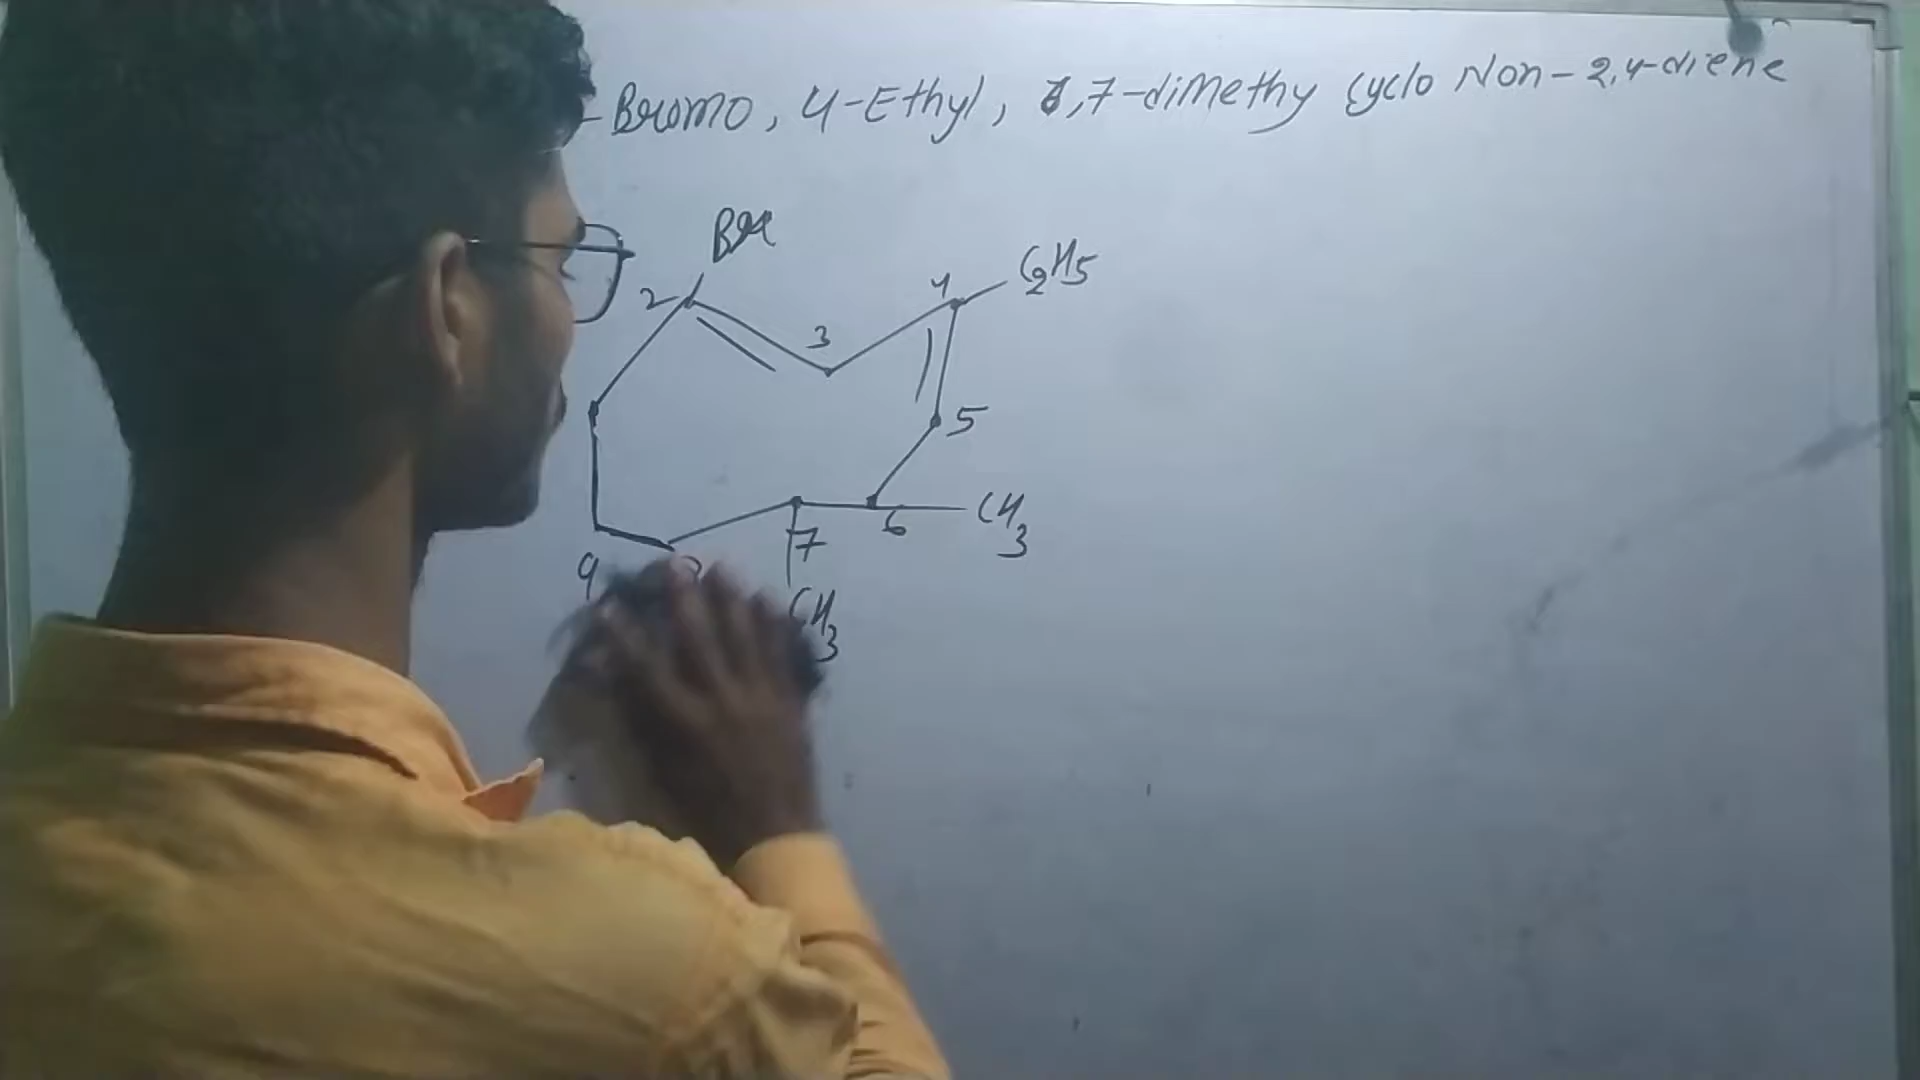 -Bromo, 4-Ethyl, 6,7-dimethy cyclo Non-2,4-diene
Br
2
3
4
C2H5
5
6
CH3
7
9
CH3